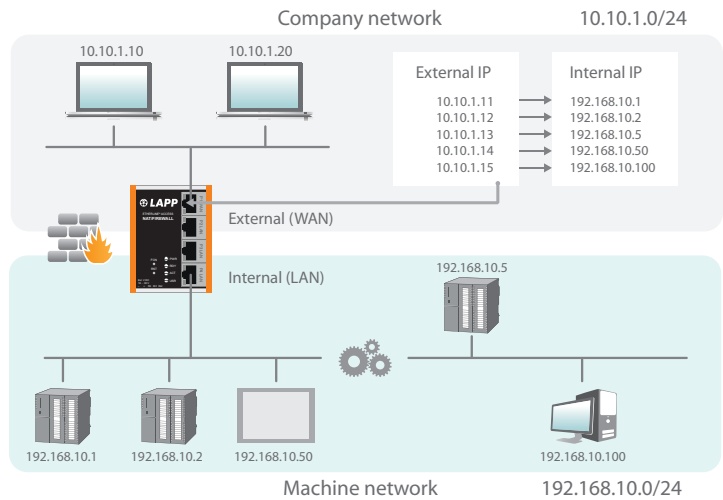 Company network 10.10.1.0/24
10.10.1.10 10.10.1.20
External IP Internal IP
10.10.1.11 192.168.10.1
10.10.1.12 192.168.10.2
10.10.1.13 192.168.10.5
10.10.1.14 192.168.10.50
10.10.1.15 192.168.10.100
LAPP
NAT/FIREWALL
External (WAN)
Internal (LAN)
192.168.10.5
192.168.10.1 192.168.10.2 192.168.10.50 192.168.10.100
Machine network 192.168.10.0/24